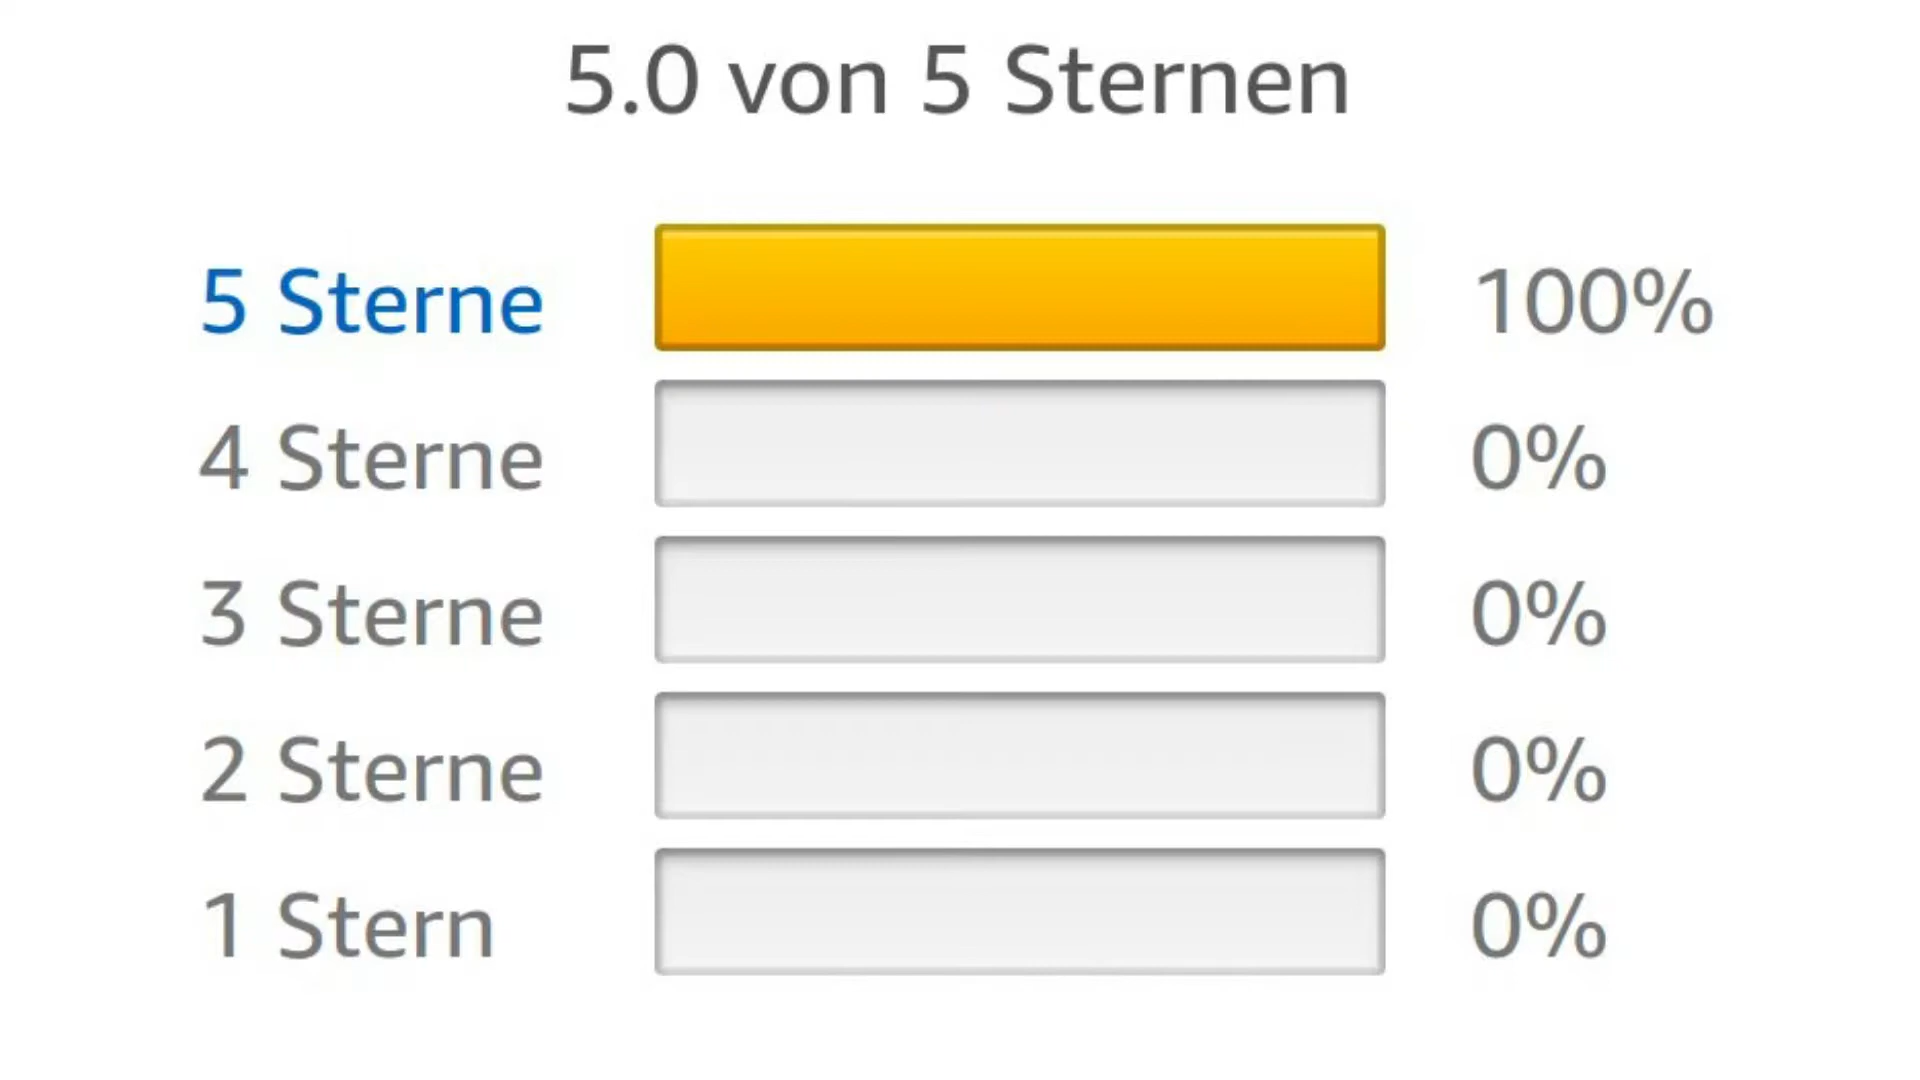 5.0 von 5 Sternen
5 Sterne 100%
4 Sterne 0%
3 Sterne 0%
2 Sterne 0%
1 Stern 0%